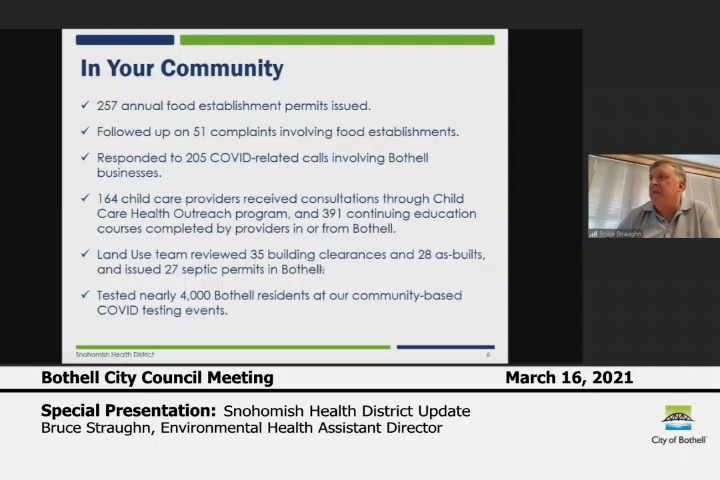 In Your Community
✓ 257 annual food establishment permits issued.
✓ Followed up on 51 complaints involving food establishments.
✓ Responded to 205 COVID-related calls involving Bothell
businesses.
✓ 164 child care providers received consultations through Child
Care Health Outreach program, and 391 continuing education
courses completed by providers in or from Bothell.
✓ Land Use team reviewed 35 building clearances and 28 as-builts,
and issued 27 septic permits in Bothell.
✓ Tested nearly 4,000 Bothell residents at our community-based
COVID testing events.
Snohomish Health District 6
Bruce Straughn
Bothell City Council Meeting March 16, 2021
Special Presentation: Snohomish Health District Update
Bruce Straughn, Environmental Health Assistant Director
City of Bothell